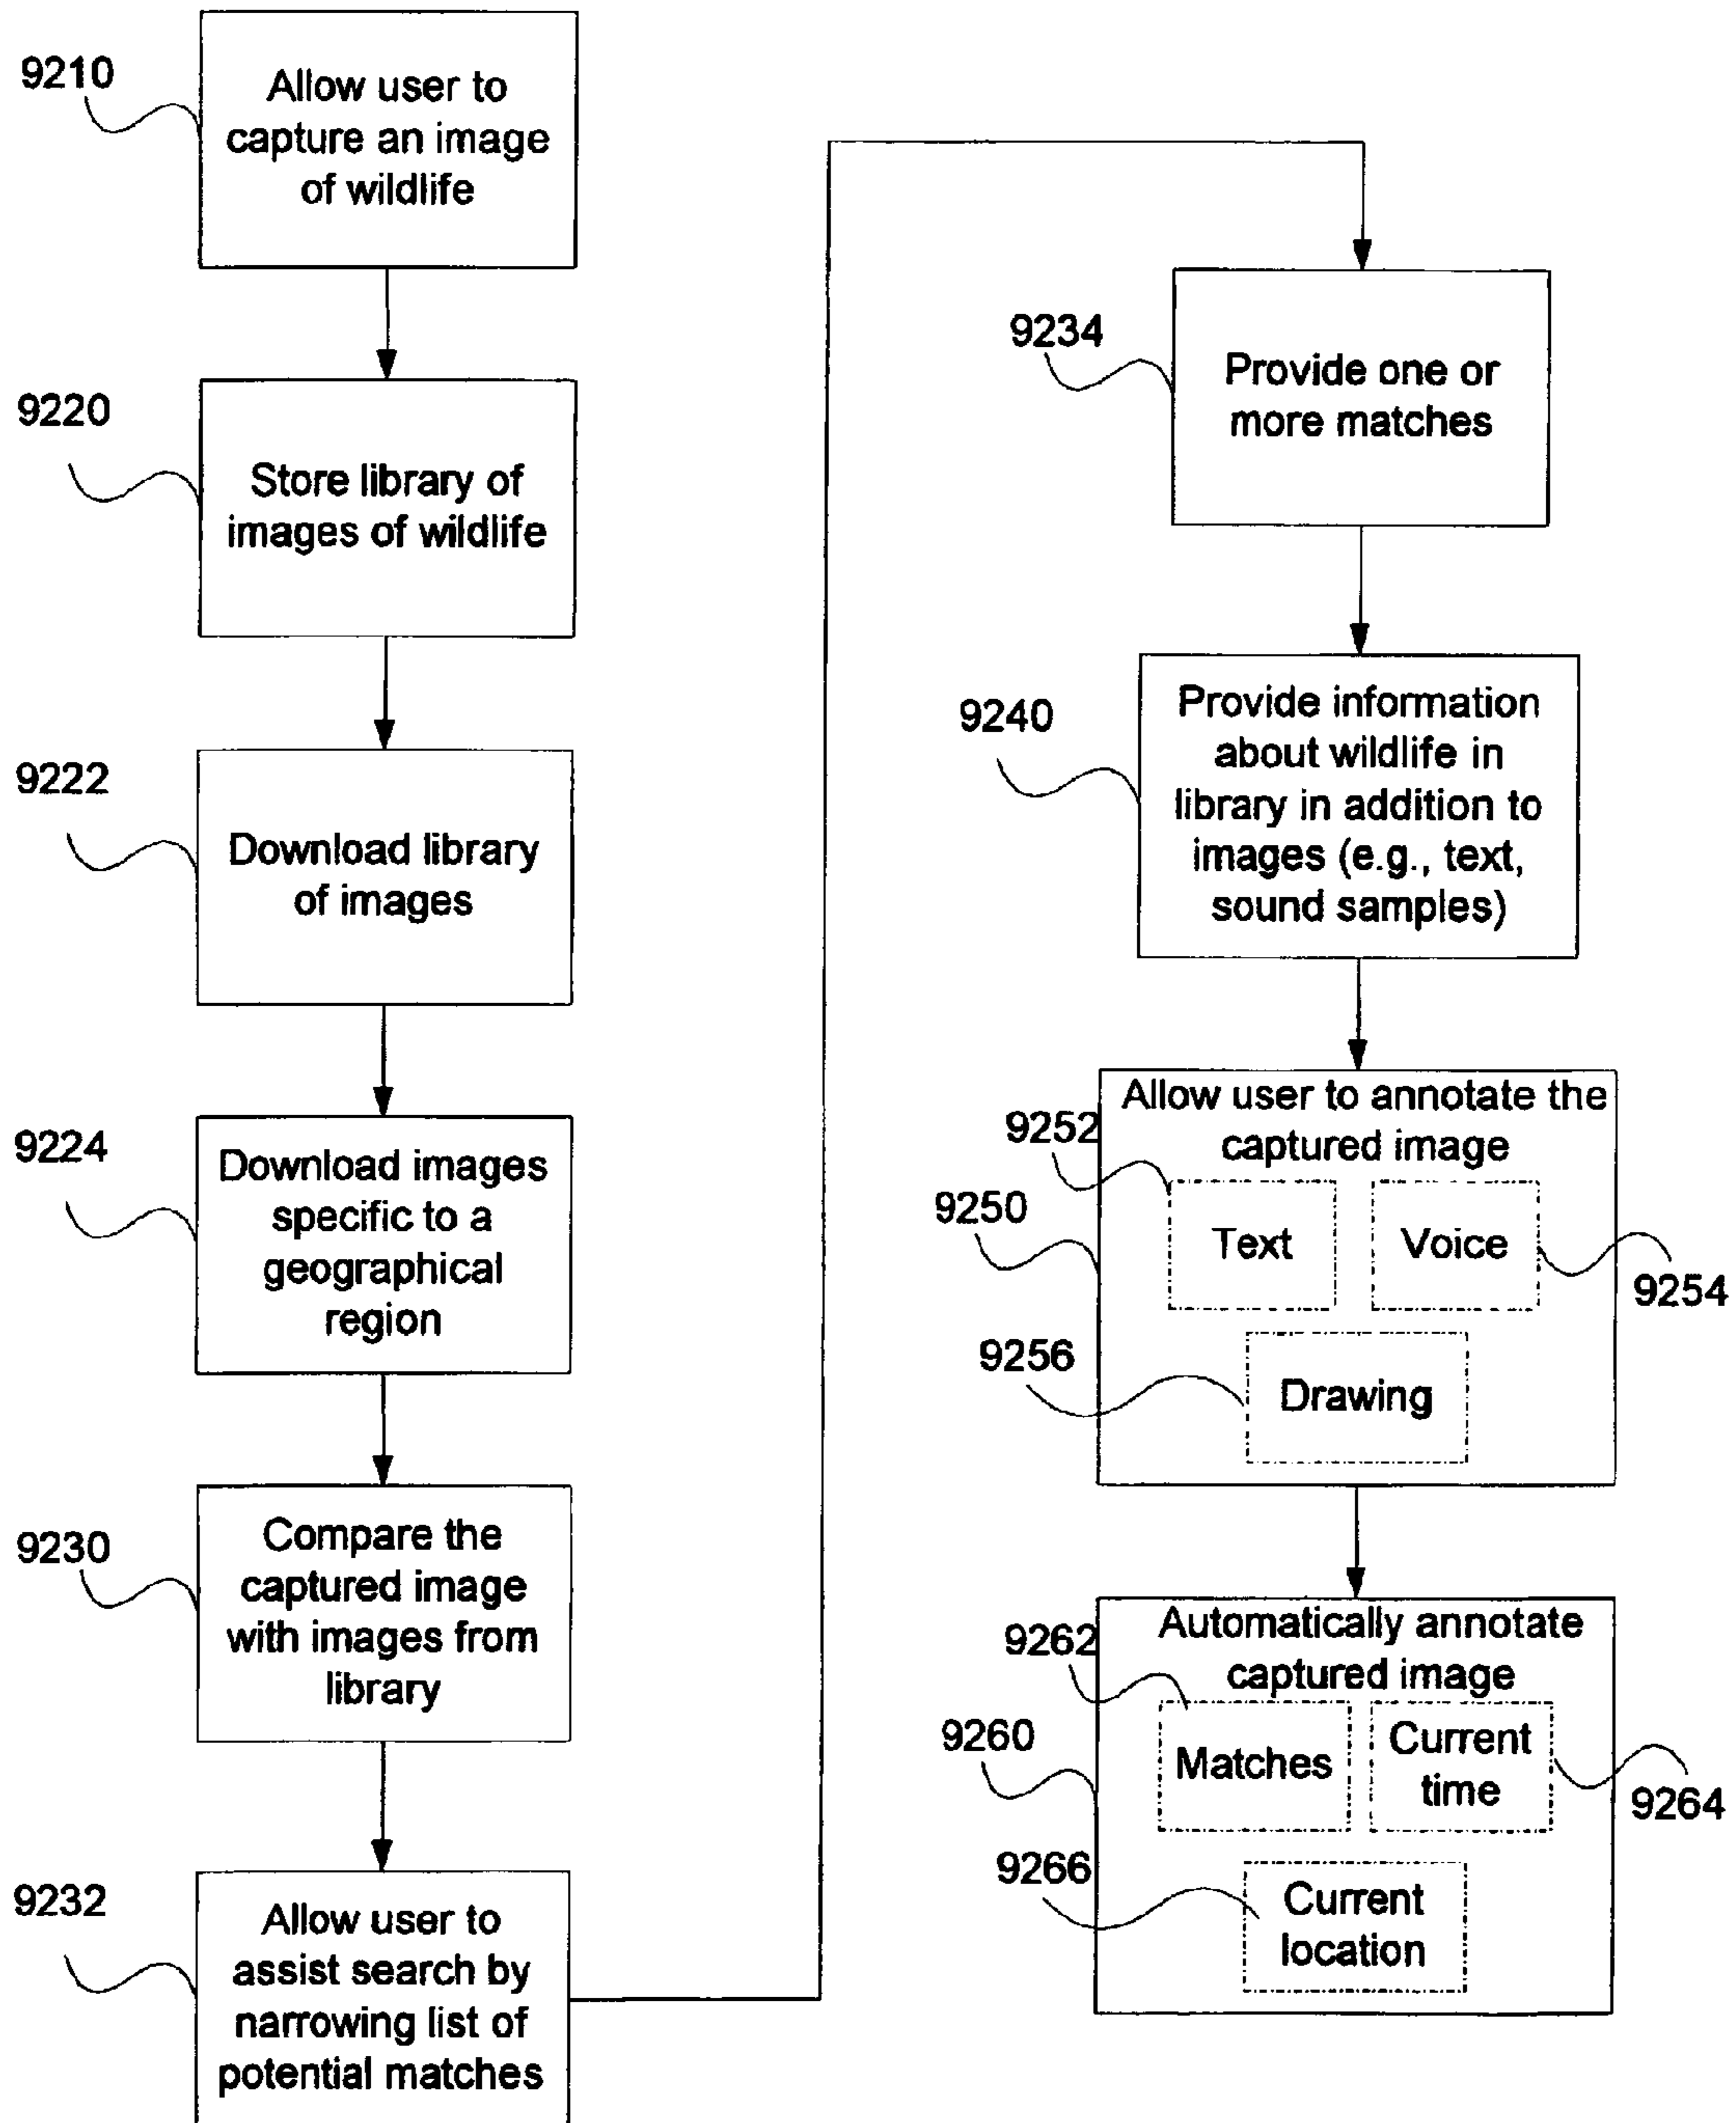 9210
Allow user to
capture an image
of wildlife
9220
Store library of
images of wildlife
9222
Download library
of images
9224
Download images
specific to a
geographical
region
9230
Compare the
captured image
with images from
library
9232
Allow user to
assist search by
narrowing list of
potential matches
9234
Provide one or
more matches
9240
Provide information
about wildlife in
library in addition to
images (e.g., text,
sound samples)
9250
Allow user to annotate the
captured image
9252
Text
Voice
9254
9256
Drawing
9260
Automatically annotate
captured image
9262
Matches
Current
time
9264
9266
Current
location